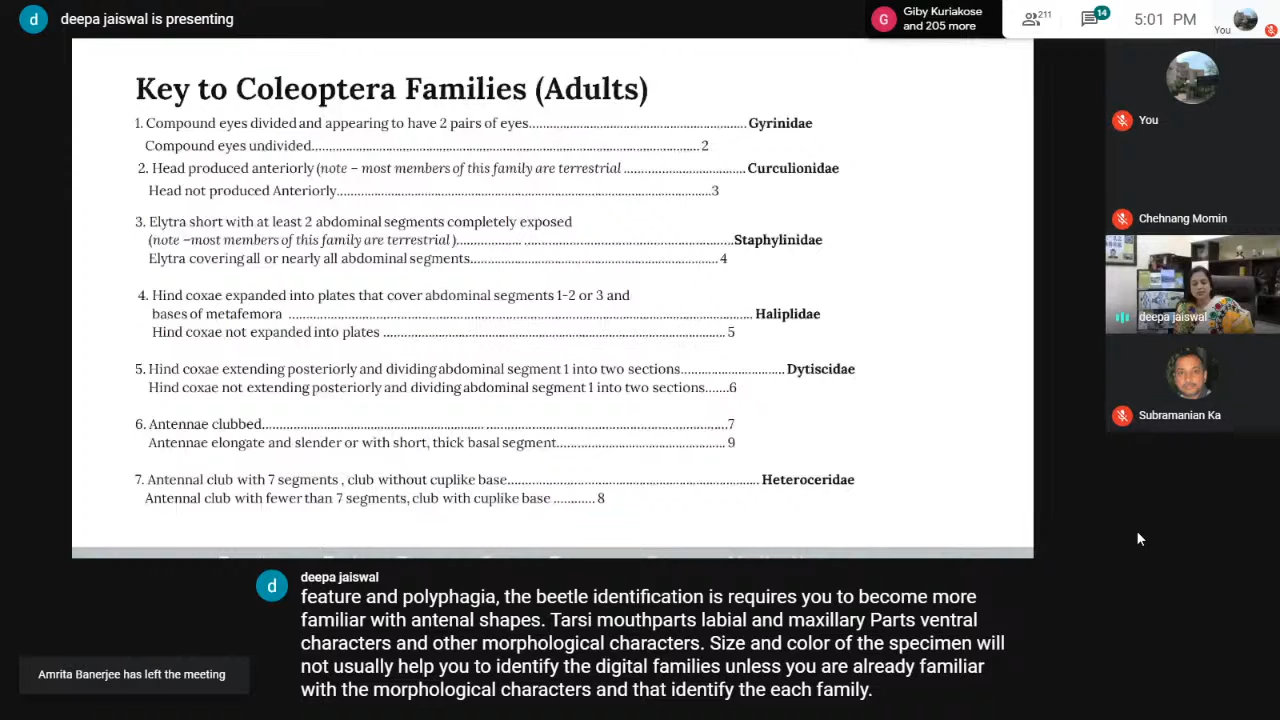 d deepa jaiswal is presenting
G Giby Kuriakose
and 205 more
211
14
5:01 PM
You
Key to Coleoptera Families (Adults)
1. Compound eyes divided and appearing to have 2 pairs of eyes......................................................Gyrinidae
Compound eyes undivided.................................................................................................2
2. Head produced anteriorly (note – most members of this family are terrestrial ..............................Curculionidae
Head not produced Anteriorly..............................................................................................3
3. Elytra short with at least 2 abdominal segments completely exposed
(note –most members of this family are terrestrial )................. .....................................................Staphylinidae
Elytra covering all or nearly all abdominal segments..............................................................4
4. Hind coxae expanded into plates that cover abdominal segments 1-2 or 3 and
bases of metafemora .....................................................................................................................Haliplidae
Hind coxae not expanded into plates ......................................................................................5
5. Hind coxae extending posteriorly and dividing abdominal segment 1 into two sections..........................Dytiscidae
Hind coxae not extending posteriorly and dividing abdominal segment 1 into two sections.......6
6. Antennae clubbed....................................................... .............................................................7
Antennae elongate and slender or with short, thick basal segment..........................................9
7. Antennal club with 7 segments , club without cuplike base...............................................................Heteroceridae
Antennal club with fewer than 7 segments, club with cuplike base ...........8
You
Chehnang Momin
deepa jaiswal
Subramanian Ka
d deepa jaiswal
feature and polyphagia, the beetle identification is requires you to become more
familiar with antenal shapes. Tarsi mouthparts labial and maxillary Parts ventral
characters and other morphological characters. Size and color of the specimen will
not usually help you to identify the digital families unless you are already familiar
with the morphological characters and that identify the each family.
Amrita Banerjee has left the meeting